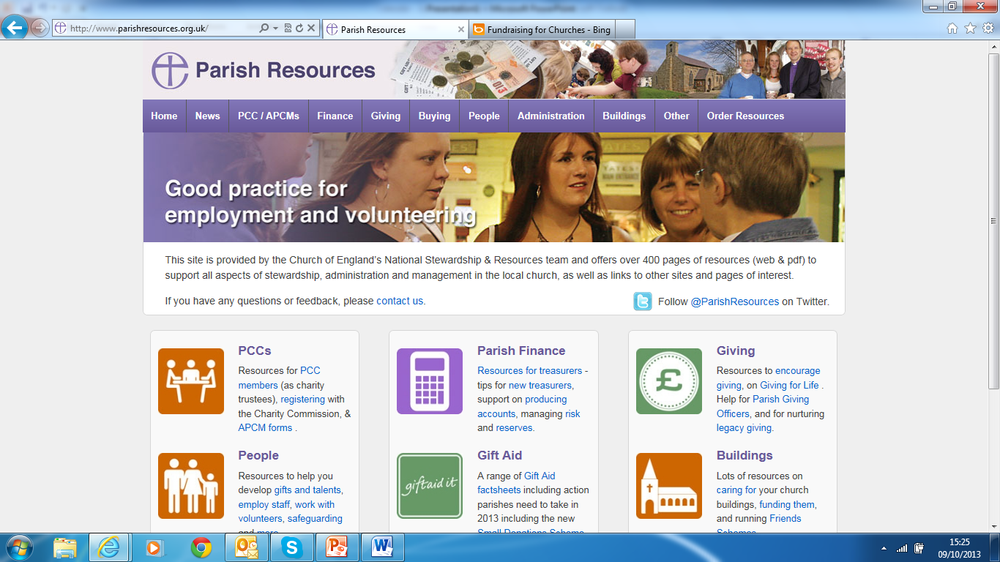 Presentation1 - Microsoft PowerPoint
http://www.parishresources.org.uk/
Parish Resources
Fundraising for Churches - Bing
Parish Resources
Home
News
PCC / APCMs
Finance
Giving
Buying
People
Administration
Buildings
Other
Order Resources
Good practice for
employment and volunteering
This site is provided by the Church of England's National Stewardship & Resources team and offers over 400 pages of resources (web & pdf) to
support all aspects of stewardship, administration and management in the local church, as well as links to other sites and pages of interest.
If you have any questions or feedback, please contact us.
Follow @ParishResources on Twitter.
PCCs
Resources for PCC
members (as charity
trustees), registering with
the Charity Commission, &
APCM forms .
Parish Finance
Resources for treasurers -
tips for new treasurers,
support on producing
accounts, managing risk
and reserves.
Giving
Resources to encourage
giving, on Giving for Life .
Help for Parish Giving
Officers, and for nurturing
legacy giving.
People
Resources to help you
develop gifts and talents,
employ staff, work with
volunteers, safeguarding
and more
giftaid it
Gift Aid
A range of Gift Aid
factsheets including action
parishes need to take in
2013 including the new
Small Donations Scheme
Buildings
Lots of resources on
caring for your church
buildings, funding them,
and running Friends
Schemes
15:25
09/10/2013